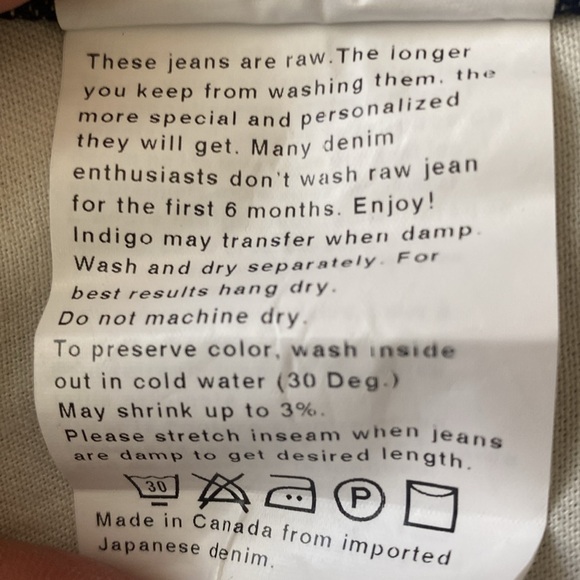 These jeans are raw.The longer
you keep from washing them. the
more special and personalized
they will get. Many denim
enthusiasts don't wash raw jean
for the first 6 months. Enjoy!
Indigo may transfer when damp.
Wash and dry separately. For
best results hang dry.
Do not machine dry.
To preserve color, wash inside
out in cold water (30 Deg.)
May shrink up to 3%.
Please stretch inseam when jeans
are damp to get desired length.
30 P
Made in Canada from imported
Japanese denim.